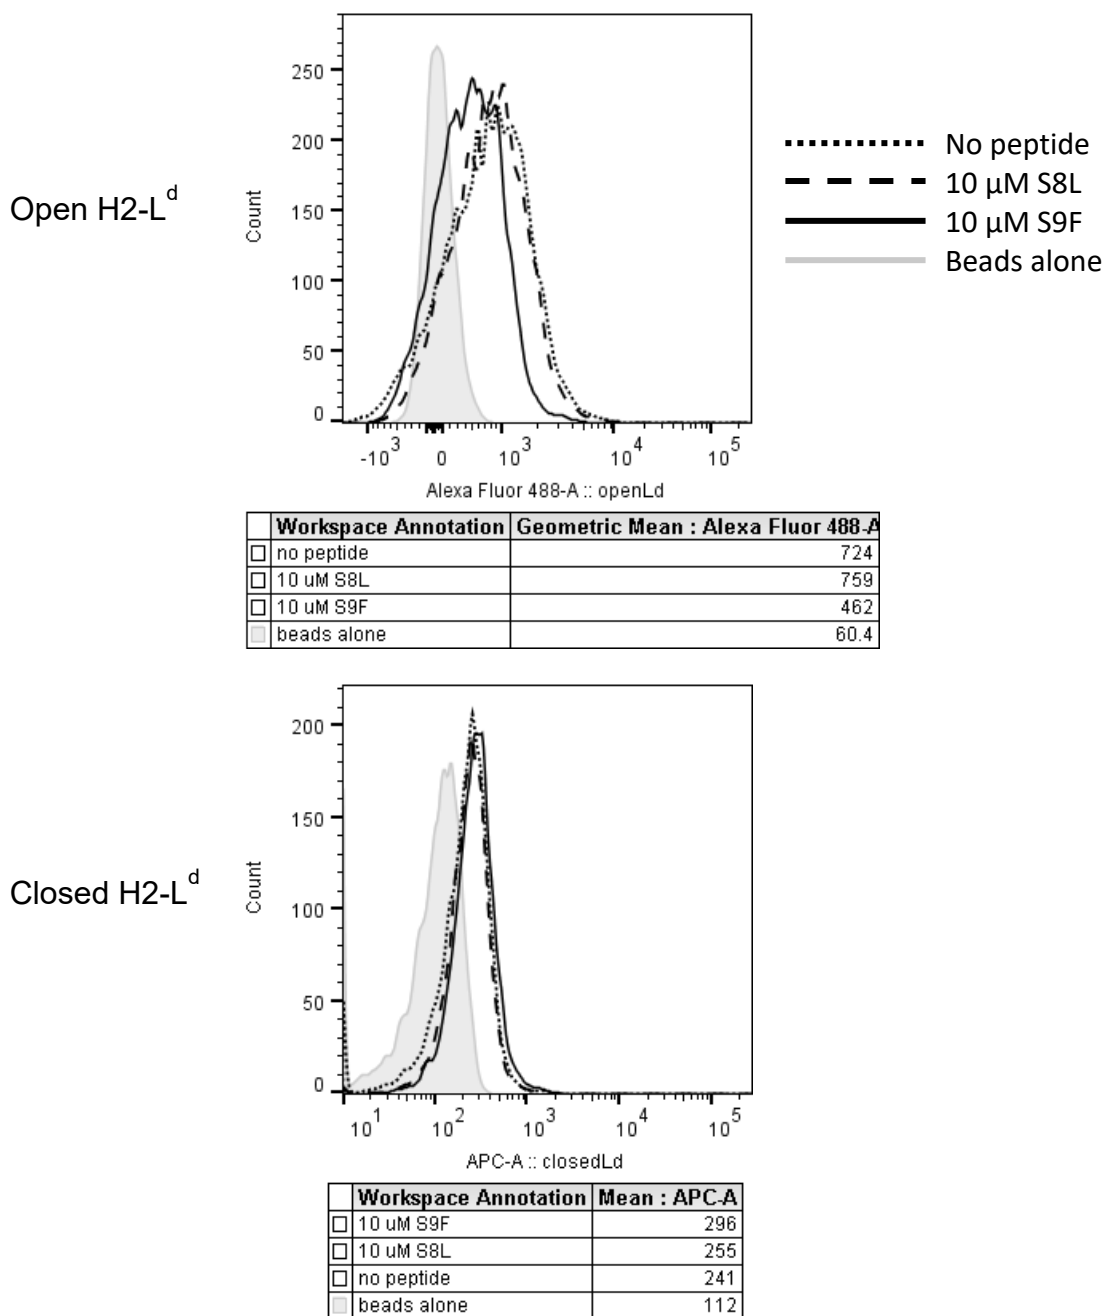 Open H2-L^d
Count
250
200
150
100
50
0
-10^3 0 10^3 10^4 10^5
Alexa Fluor 488-A :: openLd
No peptide
10 µM S8L
10 µM S9F
Beads alone
Workspace Annotation Geometric Mean : Alexa Fluor 488-A
no peptide 724
10 uM S8L 759
10 uM S9F 462
beads alone 60.4
Closed H2-L^d
Count
200
150
100
50
0
10^1 10^2 10^3 10^4 10^5
APC-A :: closedLd
Workspace Annotation Mean : APC-A
10 uM S9F 296
10 uM S8L 255
no peptide 241
beads alone 112